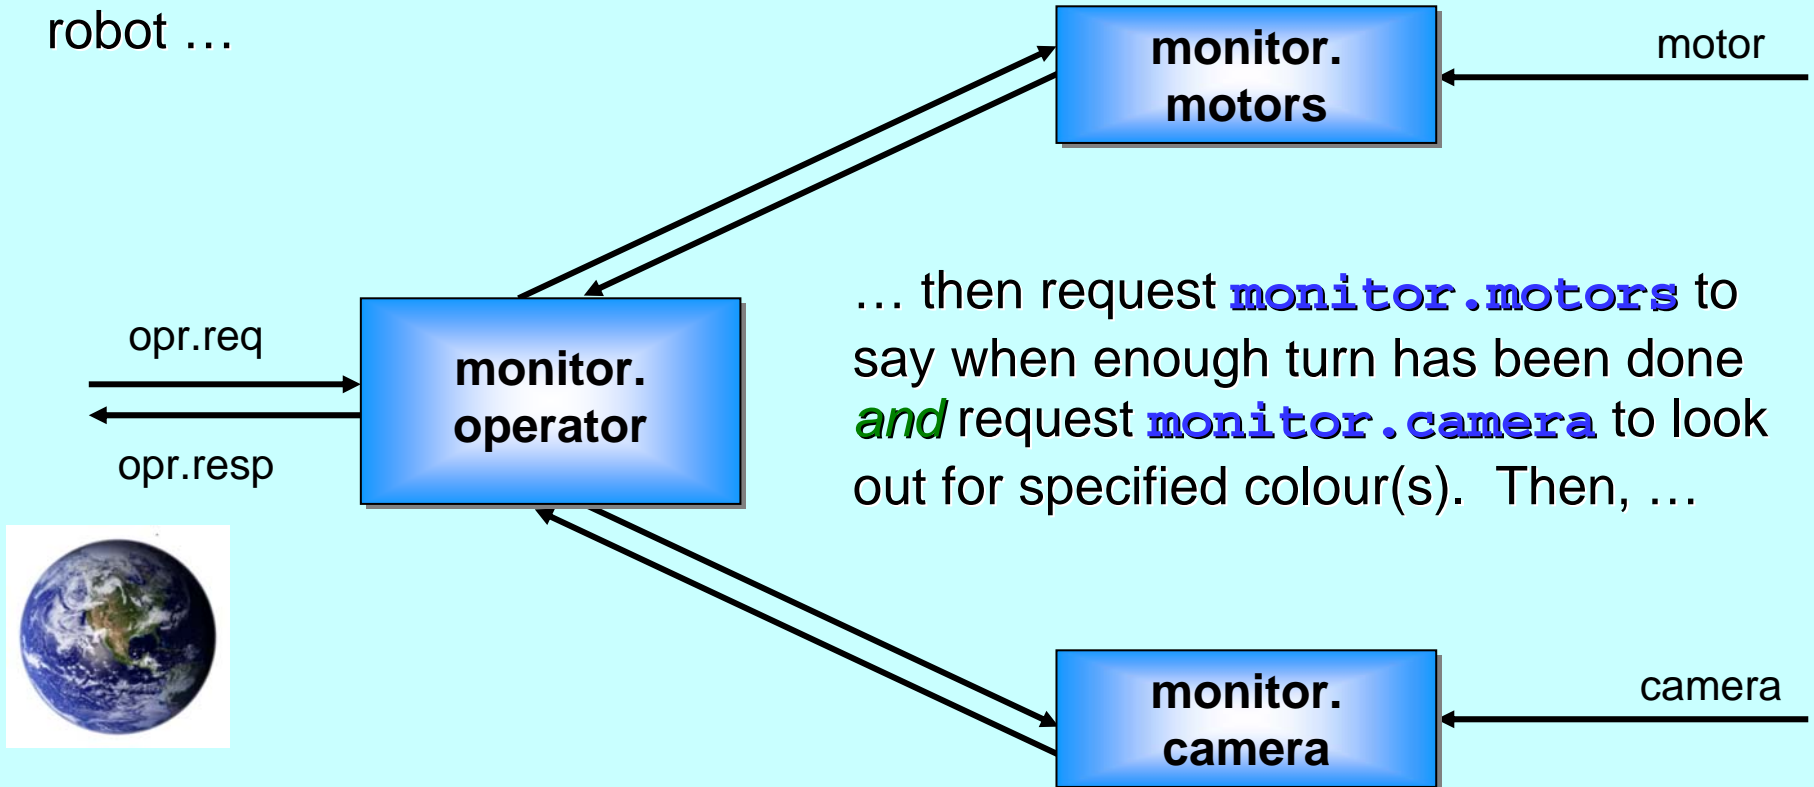 robot …
monitor.
motors
motor
… then request monitor.motors to
say when enough turn has been done
and request monitor.camera to look
out for specified colour(s).  Then, …
opr.req
monitor.
operator
opr.resp
monitor.
camera
camera